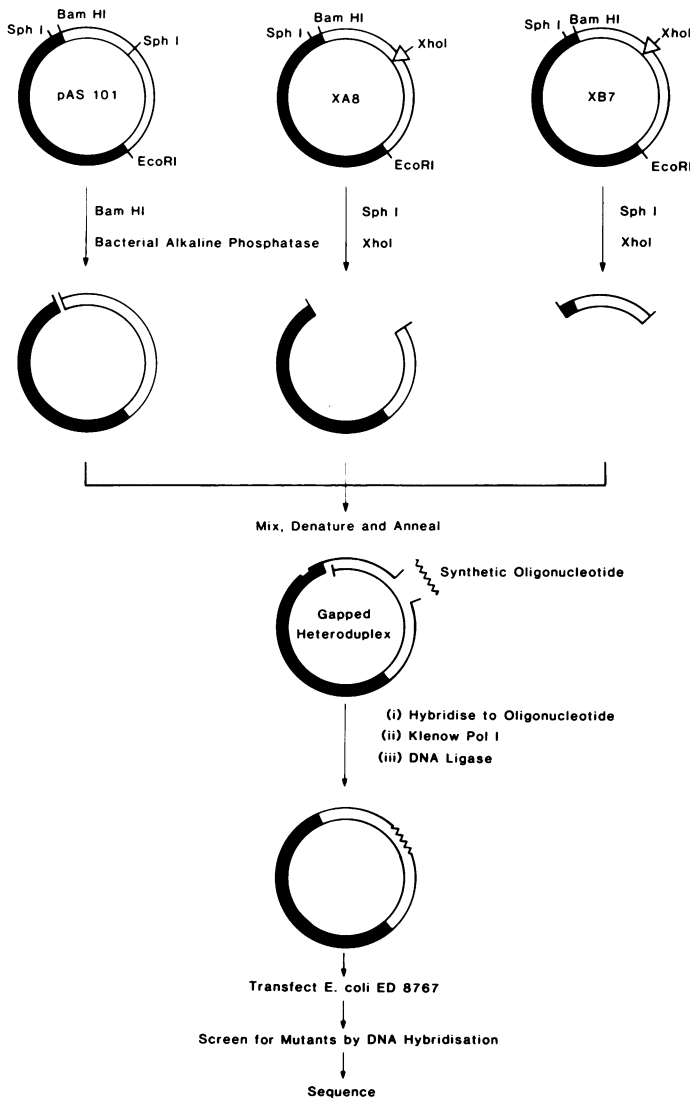 Sph I
Bam HI
Sph I
pAS 101
EcoRI
Sph I
Bam HI
XhoI
XA8
EcoRI
Sph I
Bam HI
XhoI
XB7
EcoRI
Bam HI
Bacterial Alkaline Phosphatase
Sph I
XhoI
Sph I
XhoI
Mix, Denature and Anneal
Synthetic Oligonucleotide
Gapped
Heteroduplex
(i) Hybridise to Oligonucleotide
(ii) Klenow Pol I
(iii) DNA Ligase
Transfect E. coli ED 8767
Screen for Mutants by DNA Hybridisation
Sequence